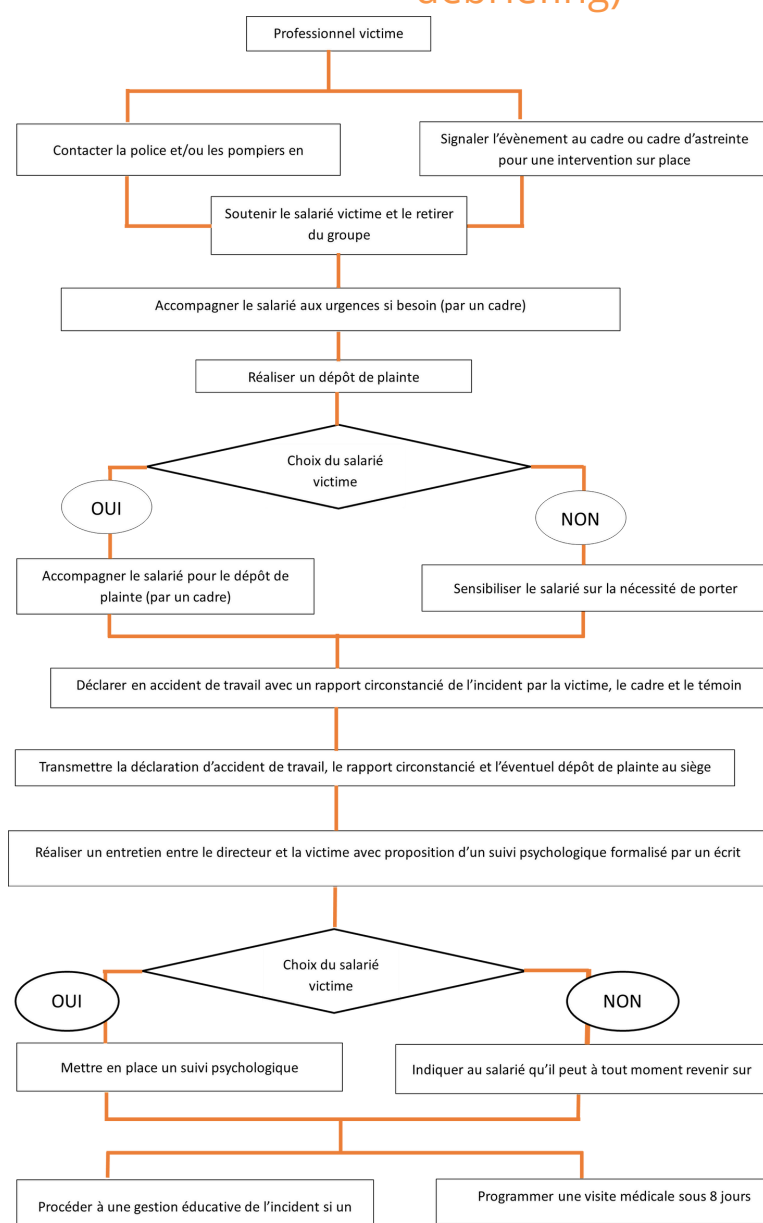 débriefing)
Professionnel victime
Contacter la police et/ou les pompiers en
Signaler l'évènement au cadre ou cadre d'astreinte
pour une intervention sur place
Soutenir le salarié victime et le retirer
du groupe
Accompagner le salarié aux urgences si besoin (par un cadre)
Réaliser un dépôt de plainte
Choix du salarié
victime
OUI
NON
Accompagner le salarié pour le dépôt de
plainte (par un cadre)
Sensibiliser le salarié sur la nécessité de porter
Déclarer en accident de travail avec un rapport circonstancié de l'incident par la victime, le cadre et le témoin
Transmettre la déclaration d'accident de travail, le rapport circonstancié et l'éventuel dépôt de plainte au siège
Réaliser un entretien entre le directeur et la victime avec proposition d'un suivi psychologique formalisé par un écrit
Choix du salarié
victime
OUI
NON
Mettre en place un suivi psychologique
Indiquer au salarié qu'il peut à tout moment revenir sur
Procéder à une gestion éducative de l'incident si un
Programmer une visite médicale sous 8 jours